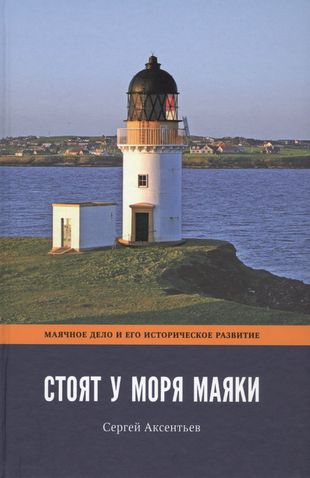 МАЯЧНОЕ ДЕЛО И ЕГО ИСТОРИЧЕСКОЕ РАЗВИТИЕ
СТОЯТ У МОРЯ МАЯКИ
Сергей Аксентьев